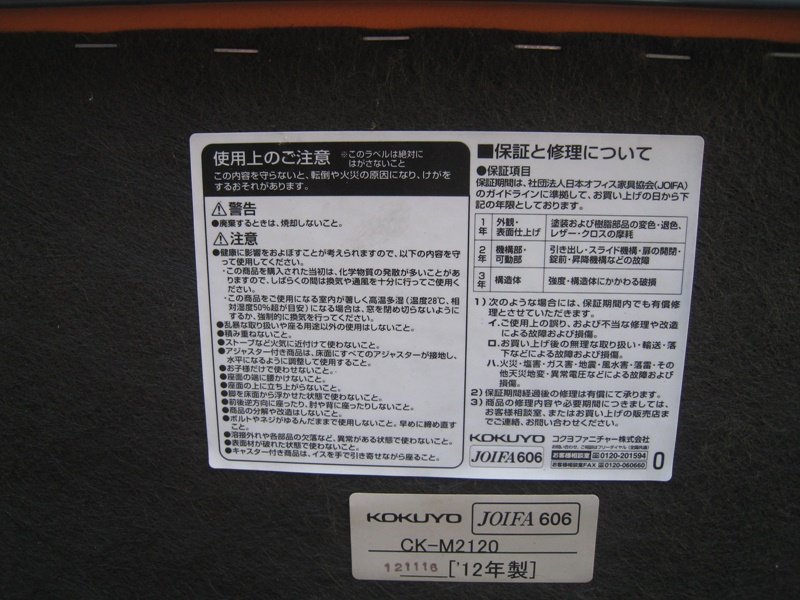 使用上のご注意 ※このラベルは絶対にはがさないこと
この内容を守らないと、転倒や火災の原因になり、けがを
するおそれがあります。
⚠警告
●廃棄するときは、焼却しないこと。
⚠注意
●健康に影響をおよぼすことが考えられますので、以下の内容を守
って使用してください。
・この商品を購入された当初は、化学物質の発散が多いことがあ
りますので、しばらくの間は換気や通風を十分に行ってご使用く
ださい。
・この商品をご使用になる室内が著しく高温多湿(温度28℃、相
対湿度50%超が目安)になる場合は、窓を閉め切らないように
するか、強制的に換気を行ってください。
●乱暴な取り扱いや座る用途以外の使用はしないこと。
●積み重ねないこと。
●ストーブなど火気に近付けて使わないこと。
●アジャスター付き商品は、床面にすべてのアジャスターが接地し、
水平になるように調整して使用すること。
●お子様だけで使わせないこと。
●座面の端に腰かけないこと。
●座面の上に立ち上がらないこと。
●脚を床面から浮かせた状態で使わないこと。
●前後逆方向に座ったり、肘や背に座ったりしないこと。
●商品の分解や改造はしないこと。
●ボルトやネジがゆるんだままで使用しないこと。早めに締め直す
こと。
●溶接外れや各部品の欠落など、異常がある状態で使わないこと。
●表面材が破れた状態で使わないこと。
●キャスター付き商品は、イスを手で引き寄せながら座ること。
■保証と修理について
●保証項目
保証期間は、社団法人日本オフィス家具協会(JOIFA)
のガイドラインに準拠して、お買い上げの日から下
記の年限としております。
1年 外観・表面仕上げ 塗装および樹脂部品の変色・退色、レザー・クロスの摩耗
2年 機構部・可動部 引き出し・スライド機構・扉の開閉・錠前・昇降機構などの故障
3年 構造体 強度・構造体にかかわる破損
1)次のような場合には、保証期間内でも有償修
理とさせていただきます。
イ.ご使用上の誤り、および不当な修理や改造
による故障および損傷。
ロ.お買い上げ後の無理な取り扱い・輸送・落
下などによる故障および損傷。
ハ.火災・塩害・ガス害・地震・風水害・落雷・その
他天災地変・異常電圧などによる故障および
損傷。
2)保証期間経過後の修理は有償にて承ります。
3)商品の修理内容や必要期間につきましては、
お客様相談室、またはお買い上げの販売店ま
でご連絡、お問い合わせください。
KOKUYO コクヨファニチャー株式会社
お問い合わせ、ご相談はフリーダイヤル(全国共通)
JOIFA 606 お客様相談室 0120-201594
お客様相談室FAX 0120-060660
0
KOKUYO JOIFA 606
CK-M2120
121116 ['12年製]